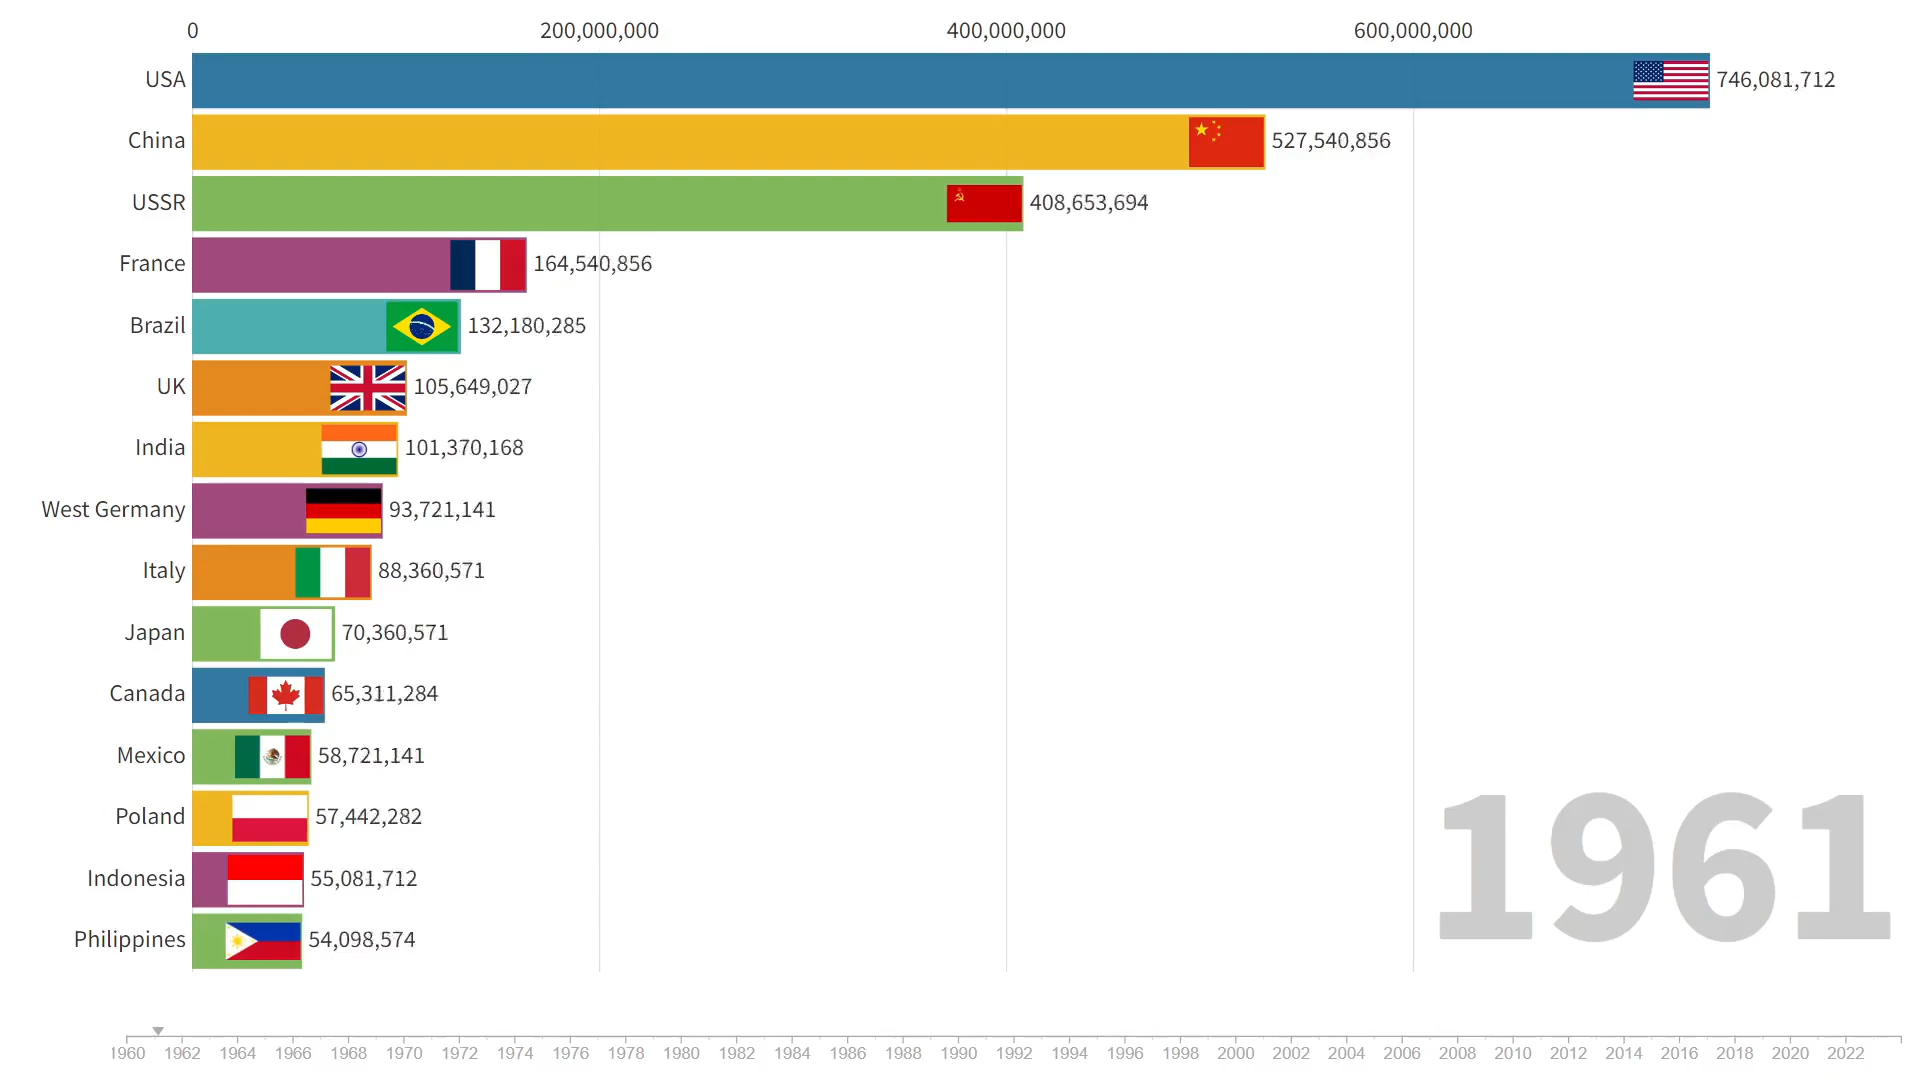 0 200,000,000 400,000,000 600,000,000
USA 746,081,712
China 527,540,856
USSR 408,653,694
France 164,540,856
Brazil 132,180,285
UK 105,649,027
India 101,370,168
West Germany 93,721,141
Italy 88,360,571
Japan 70,360,571
Canada 65,311,284
Mexico 58,721,141
Poland 57,442,282
Indonesia 55,081,712
Philippines 54,098,574
1961
1960 1962 1964 1966 1968 1970 1972 1974 1976 1978 1980 1982 1984 1986 1988 1990 1992 1994 1996 1998 2000 2002 2004 2006 2008 2010 2012 2014 2016 2018 2020 2022